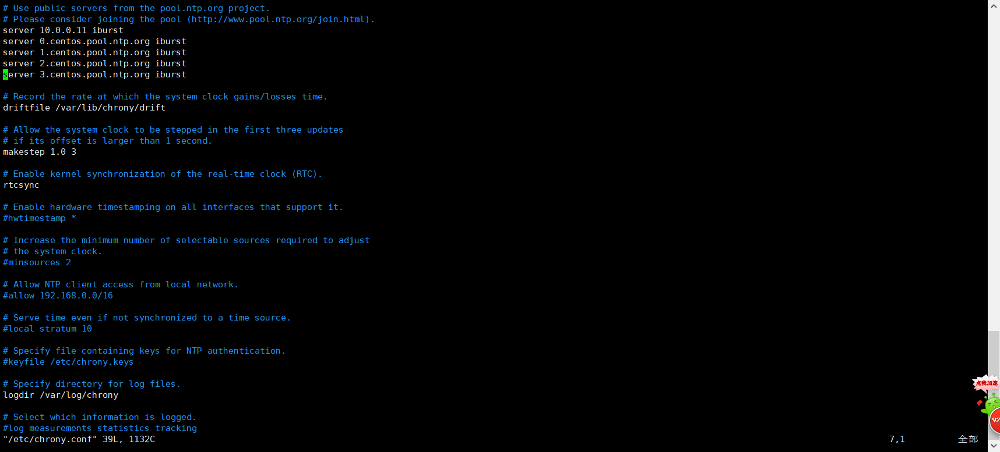 # Use public servers from the pool.ntp.org project.
# Please consider joining the pool (http://www.pool.ntp.org/join.html).
server 10.0.0.11 iburst
server 0.centos.pool.ntp.org iburst
server 1.centos.pool.ntp.org iburst
server 2.centos.pool.ntp.org iburst
server 3.centos.pool.ntp.org iburst
# Record the rate at which the system clock gains/losses time.
driftfile /var/lib/chrony/drift
# Allow the system clock to be stepped in the first three updates
# if its offset is larger than 1 second.
makestep 1.0 3
# Enable kernel synchronization of the real-time clock (RTC).
rtcsync
# Enable hardware timestamping on all interfaces that support it.
#hwtimestamp *
# Increase the minimum number of selectable sources required to adjust
# the system clock.
#minsources 2
# Allow NTP client access from local network.
#allow 192.168.0.0/16
# Serve time even if not synchronized to a time source.
#local stratum 10
# Specify file containing keys for NTP authentication.
#keyfile /etc/chrony.keys
# Specify directory for log files.
logdir /var/log/chrony
点我加速
# Select which information is logged.
92
#log measurements statistics tracking
"/etc/chrony.conf" 39L, 1132C 7,1 全部